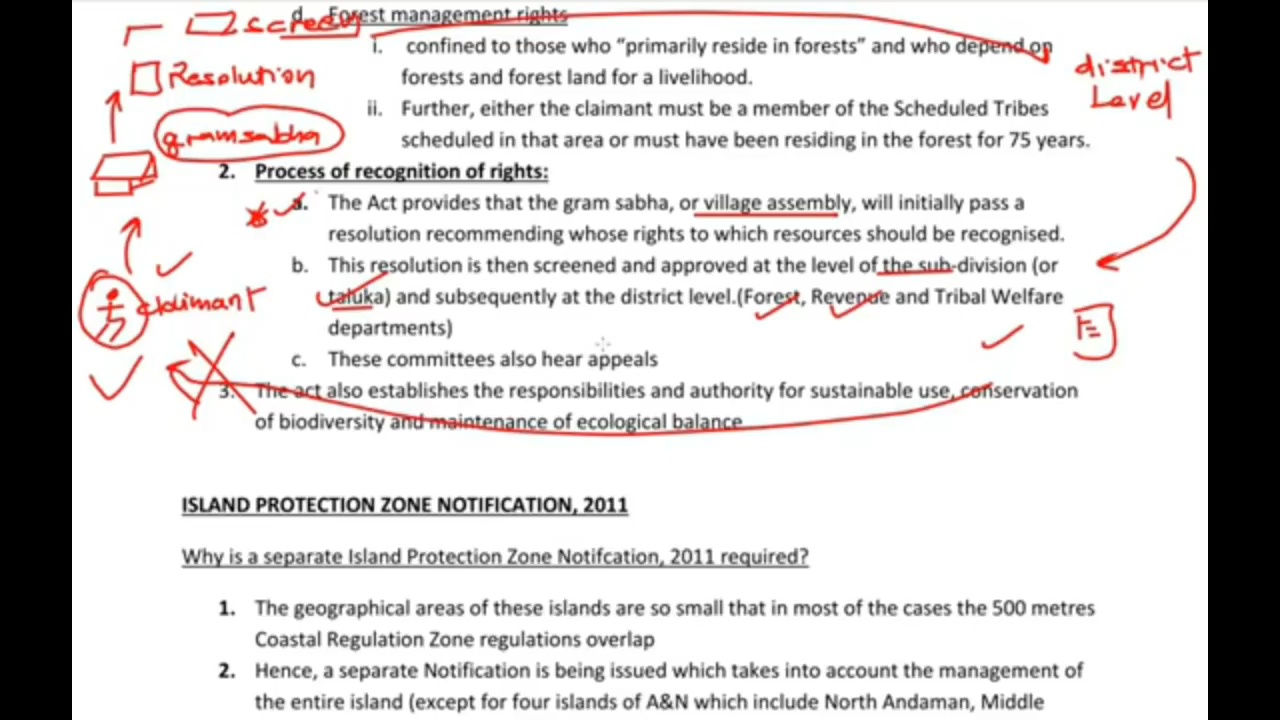 screen
d. Forest management rights
i. confined to those who “primarily reside in forests” and who depend on
district
Level
Resolution
forests and forest land for a livelihood.
ii. Further, either the claimant must be a member of the Scheduled Tribes
gramsabha
scheduled in that area or must have been residing in the forest for 75 years.
2. Process of recognition of rights:
a. The Act provides that the gram sabha, or village assembly, will initially pass a
resolution recommending whose rights to which resources should be recognised.
b. This resolution is then screened and approved at the level of the sub-division (or
claimant
taluka) and subsequently at the district level.(Forest, Revenue and Tribal Welfare
departments)
c. These committees also hear appeals
3. The act also establishes the responsibilities and authority for sustainable use, conservation
of biodiversity and maintenance of ecological balance
ISLAND PROTECTION ZONE NOTIFICATION, 2011
Why is a separate Island Protection Zone Notifcation, 2011 required?
1. The geographical areas of these islands are so small that in most of the cases the 500 metres
Coastal Regulation Zone regulations overlap
2. Hence, a separate Notification is being issued which takes into account the management of
the entire island (except for four islands of A&N which include North Andaman, Middle